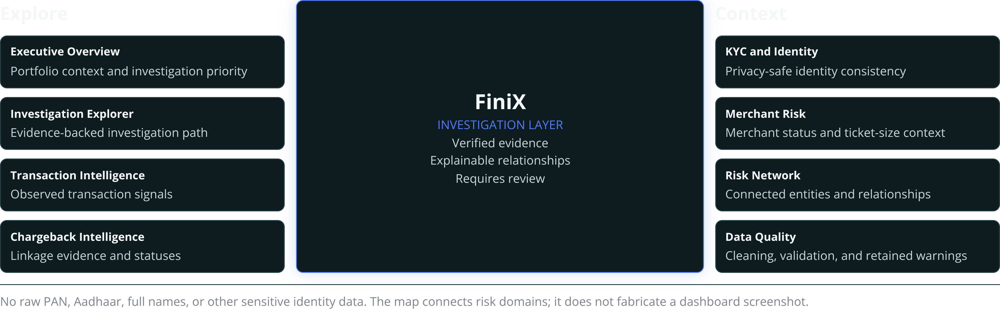 Explore
Executive Overview
Portfolio context and investigation priority
Investigation Explorer
Evidence-backed investigation path
Transaction Intelligence
Observed transaction signals
Chargeback Intelligence
Linkage evidence and statuses
FiniX
INVESTIGATION LAYER
Verified evidence
Explainable relationships
Requires review
Context
KYC and Identity
Privacy-safe identity consistency
Merchant Risk
Merchant status and ticket-size context
Risk Network
Connected entities and relationships
Data Quality
Cleaning, validation, and retained warnings
No raw PAN, Aadhaar, full names, or other sensitive identity data. The map connects risk domains; it does not fabricate a dashboard screenshot.